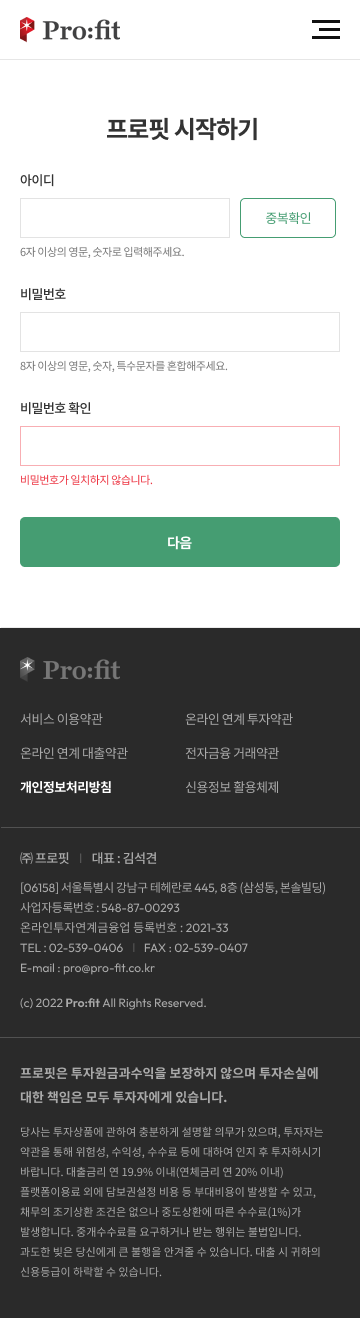 Pro:fit
프로핏 시작하기
아이디
중복확인
6자 이상의 영문, 숫자로 입력해주세요.
비밀번호
8자 이상의 영문, 숫자, 특수문자를 혼합해주세요.
비밀번호 확인
비밀번호가 일치하지 않습니다.
다음
Pro:fit
서비스 이용약관 온라인 연계 투자약관
온라인 연계 대출약관 전자금융 거래약관
개인정보처리방침 신용정보 활용체제
㈜ 프로핏 | 대표 : 김석견
[06158] 서울특별시 강남구 테헤란로 445, 8층 (삼성동, 본솔빌딩)
사업자등록번호 : 548-87-00293
온라인투자연계금융업 등록번호 : 2021-33
TEL : 02-539-0406 | FAX : 02-539-0407
E-mail : pro@pro-fit.co.kr
(c) 2022 Pro:fit All Rights Reserved.
프로핏은 투자원금과수익을 보장하지 않으며 투자손실에
대한 책임은 모두 투자자에게 있습니다.
당사는 투자상품에 관하여 충분하게 설명할 의무가 있으며, 투자자는
약관을 통해 위험성, 수익성, 수수료 등에 대하여 인지 후 투자하시기
바랍니다. 대출금리 연 19.9% 이내(연체금리 연 20% 이내)
플랫폼이용료 외에 담보권설정 비용 등 부대비용이 발생할 수 있고,
채무의 조기상환 조건은 없으나 중도상환에 따른 수수료(1%)가
발생합니다. 중개수수료를 요구하거나 받는 행위는 불법입니다.
과도한 빚은 당신에게 큰 불행을 안겨줄 수 있습니다. 대출 시 귀하의
신용등급이 하락할 수 있습니다.